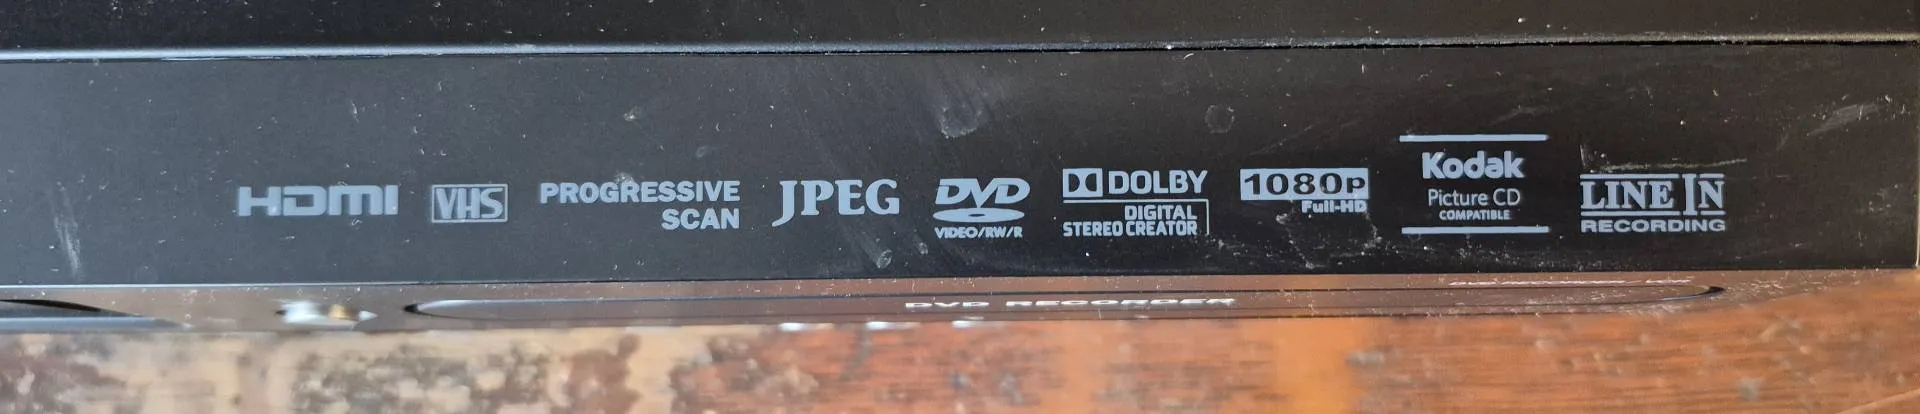 HDMI
VHS
PROGRESSIVE
SCAN
JPEG
DVD
VIDEO/RW/R
DOLBY
DIGITAL
STEREO CREATOR
1080p
Full-HD
Kodak
Picture CD
COMPATIBLE
LINE IN
RECORDING
DVD RECORDER